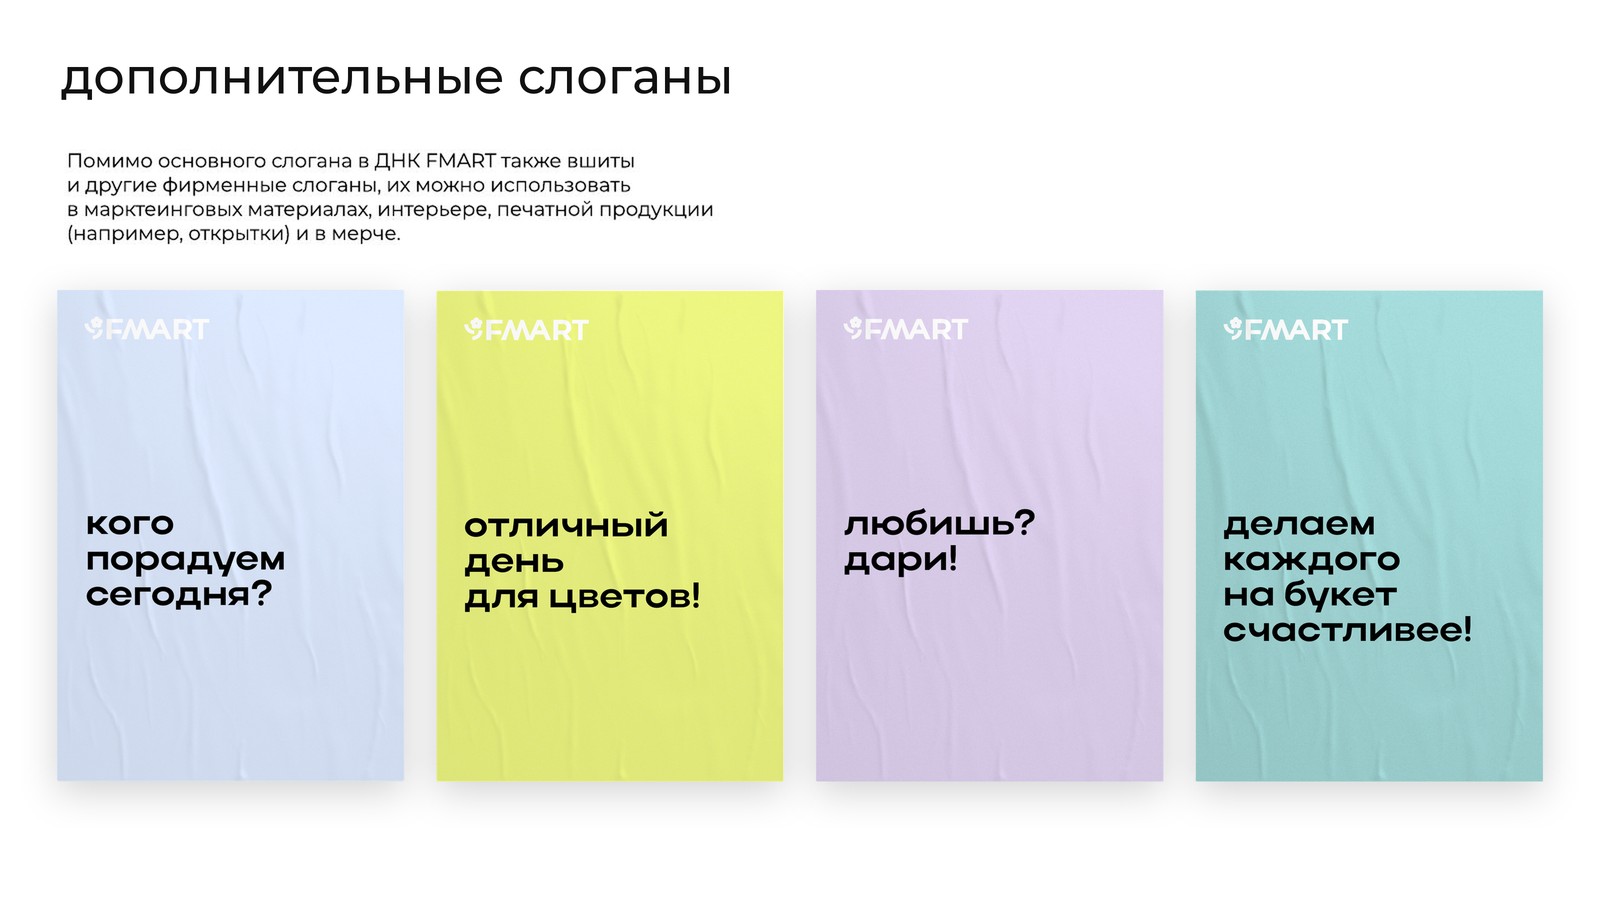 дополнительные слоганы
Помимо основного слогана в ДНК FMART также вшиты
и другие фирменные слоганы, их можно использовать
в марктеинговых материалах, интерьере, печатной продукции
(например, открытки) и в мерче.
FMART
кого
порадуем
сегодня?
FMART
отличный
день
для цветов!
FMART
любишь?
дари!
FMART
делаем
каждого
на букет
счастливее!